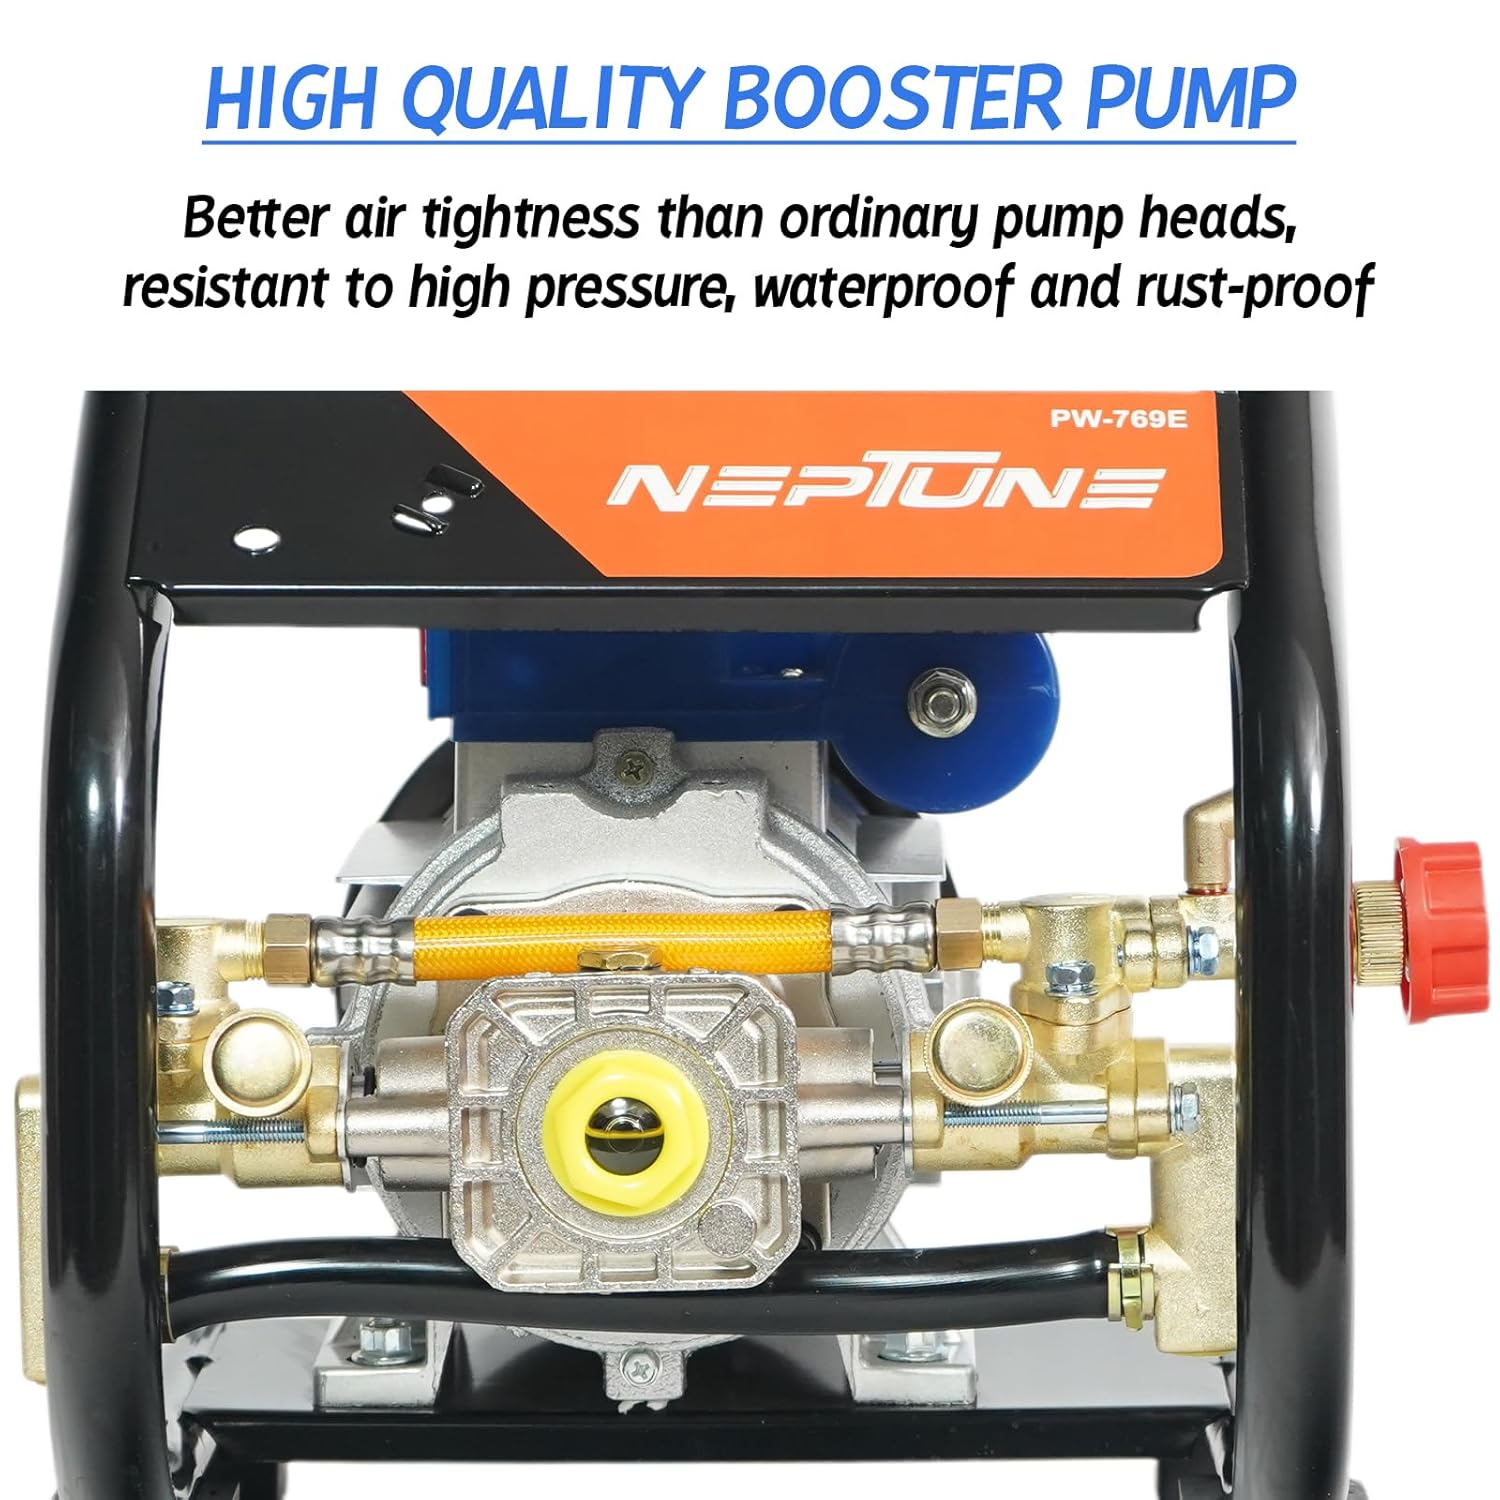 HIGH QUALITY BOOSTER PUMP
Better air tightness than ordinary pump heads,
resistant to high pressure, waterproof and rust-proof
PW-769E
NEPTUNE